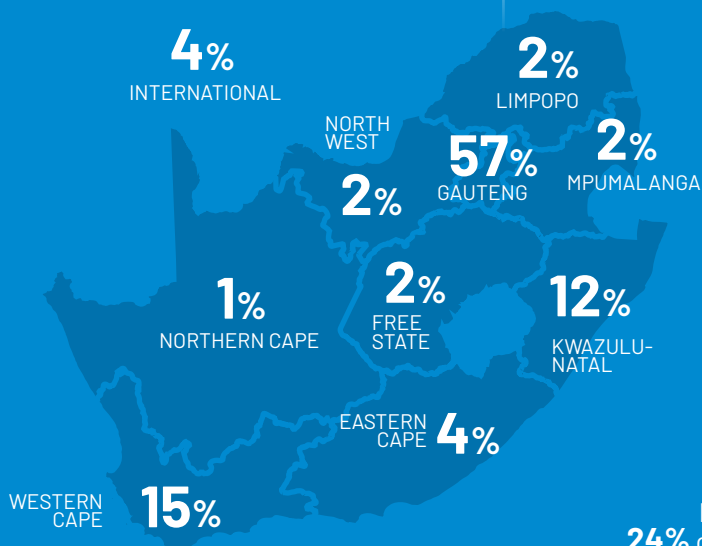 4%
INTERNATIONAL
2%
LIMPOPO
NORTH
WEST
2%
57%
GAUTENG
2%
MPUMALANGA
1%
NORTHERN CAPE
2%
FREE
STATE
12%
KWAZULU-
NATAL
EASTERN
CAPE
4%
WESTERN
CAPE
15%
24%